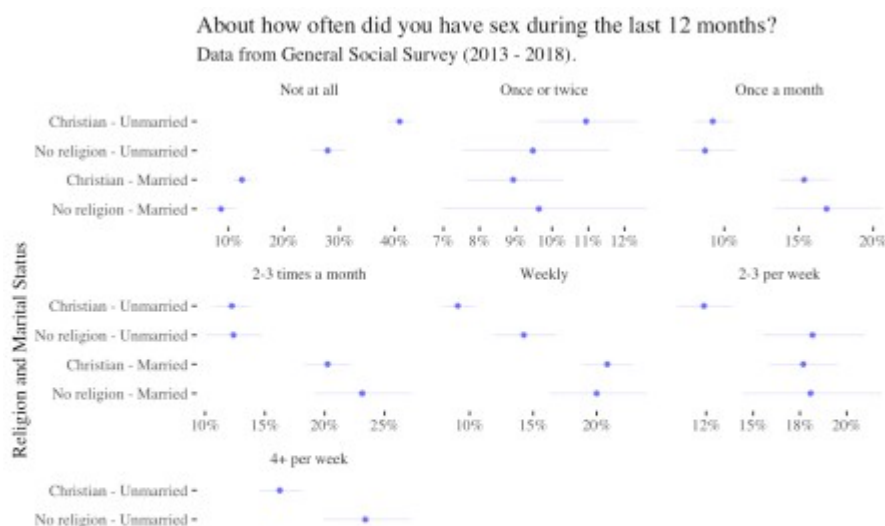 About how often did you have sex during the last 12 months?
Data from General Social Survey (2013 - 2018).
Not at all
Once or twice
Once a month
Christian - Unmarried
No religion - Unmarried
Christian - Married
No religion - Married
10% 20% 30% 40%
7% 8% 9% 10% 11% 12%
10% 15% 20%
Religion and Marital Status
2-3 times a month
Weekly
2-3 per week
Christian - Unmarried
No religion - Unmarried
Christian - Married
No religion - Married
10% 15% 20% 25%
10% 15% 20%
12% 15% 18% 20%
4+ per week
Christian - Unmarried
No religion - Unmarried